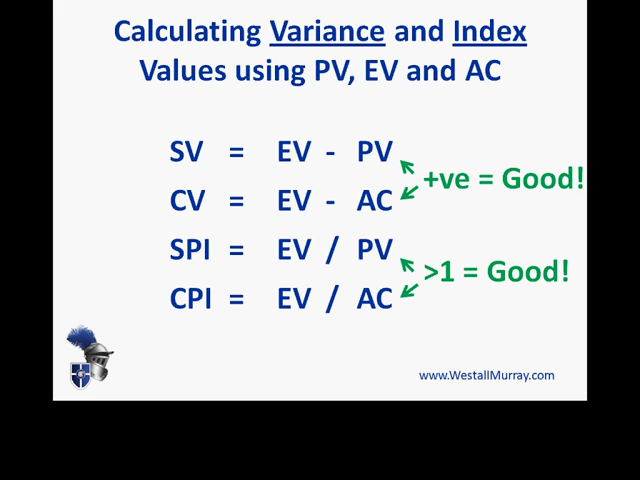 Calculating Variance and Index
Values using PV, EV and AC
SV = EV - PV
+ve = Good!
CV = EV - AC
SPI = EV / PV
>1 = Good!
CPI = EV / AC
www.WestallMurray.com